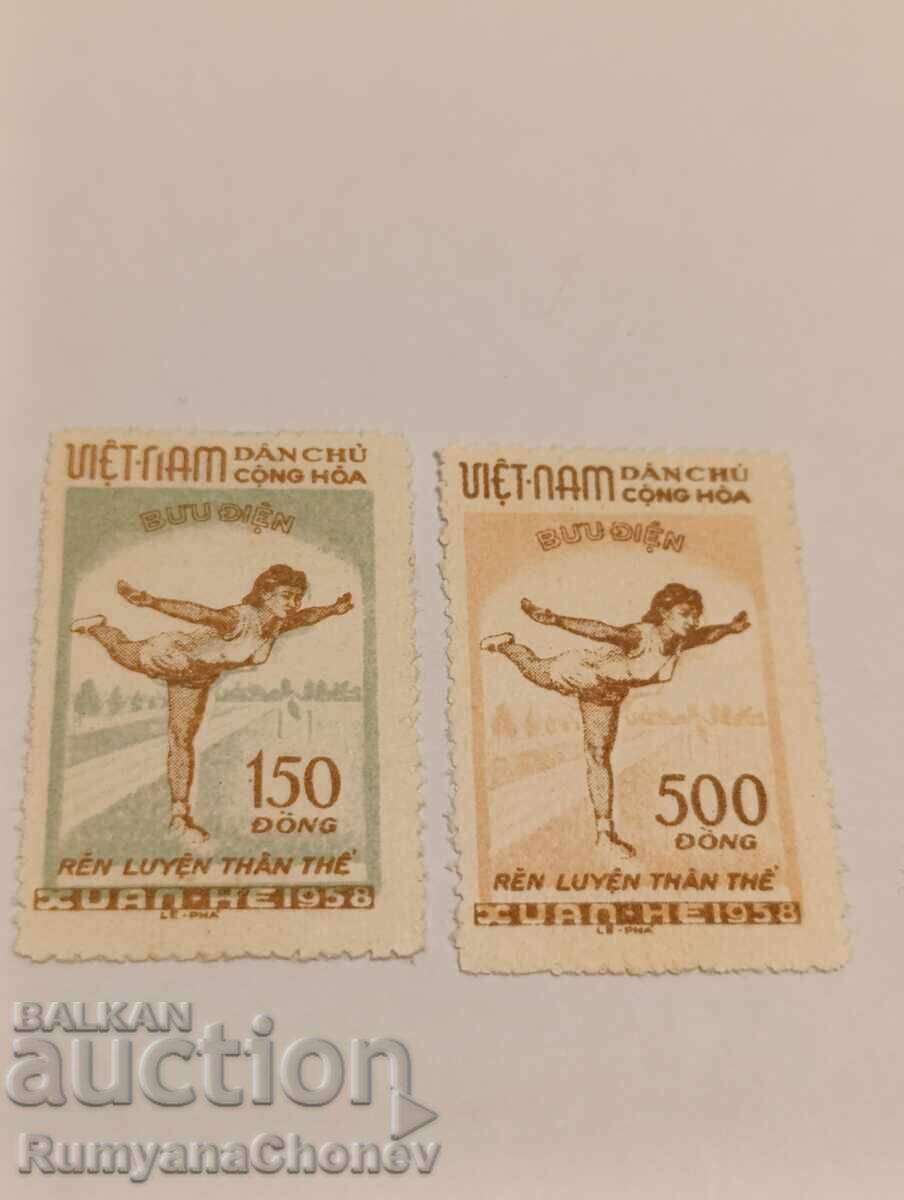 VIỆT·NAM DÂN CHỦ
CỘNG HÒA
BƯU ĐIỆN
150
ĐỒNG
RÈN LUYỆN THÂN THỂ
XUÂN-HÈ 1958
LÊ-PHẢ
VIỆT·NAM DÂN CHỦ
CỘNG HÒA
BƯU ĐIỆN
500
ĐỒNG
RÈN LUYỆN THÂN THỂ
XUÂN-HÈ 1958
LÊ-PHẢ
BALKAN
auction
RumyanaChonev